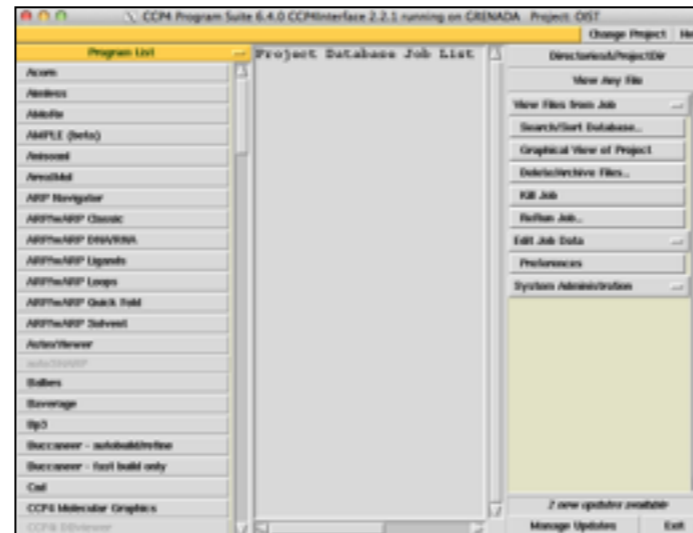 CCP4 Program Suite 6.4.0 CCP4Interface 2.2.1 running on GRENADA Project: OIST
Change Project
Program List
Acorn
Aimless
AMPLE (beta)
Anisoanl
AreaIMol
ARP Navigator
ARP/wARP Classic
ARP/wARP DNA/RNA
ARP/wARP Ligands
ARP/wARP Loops
ARP/wARP Quick Fold
ARP/wARP Solvent
AstexViewer
autoSHARP
Balbes
Baverage
Bp3
Buccaneer - autobuild/refine
Buccaneer - fast build only
Cad
CCP4 Molecular Graphics
CCP4 DBviewer
Project Database Job List
Directories&ProjectDir
View Any File
View Files from Job
Search/Sort Database..
Graphical View of Project
Delete/Archive Files..
Kill Job
ReRun Job..
Edit Job Data
Preferences
System Administration
2 new updates available
Manage Updates
Exit